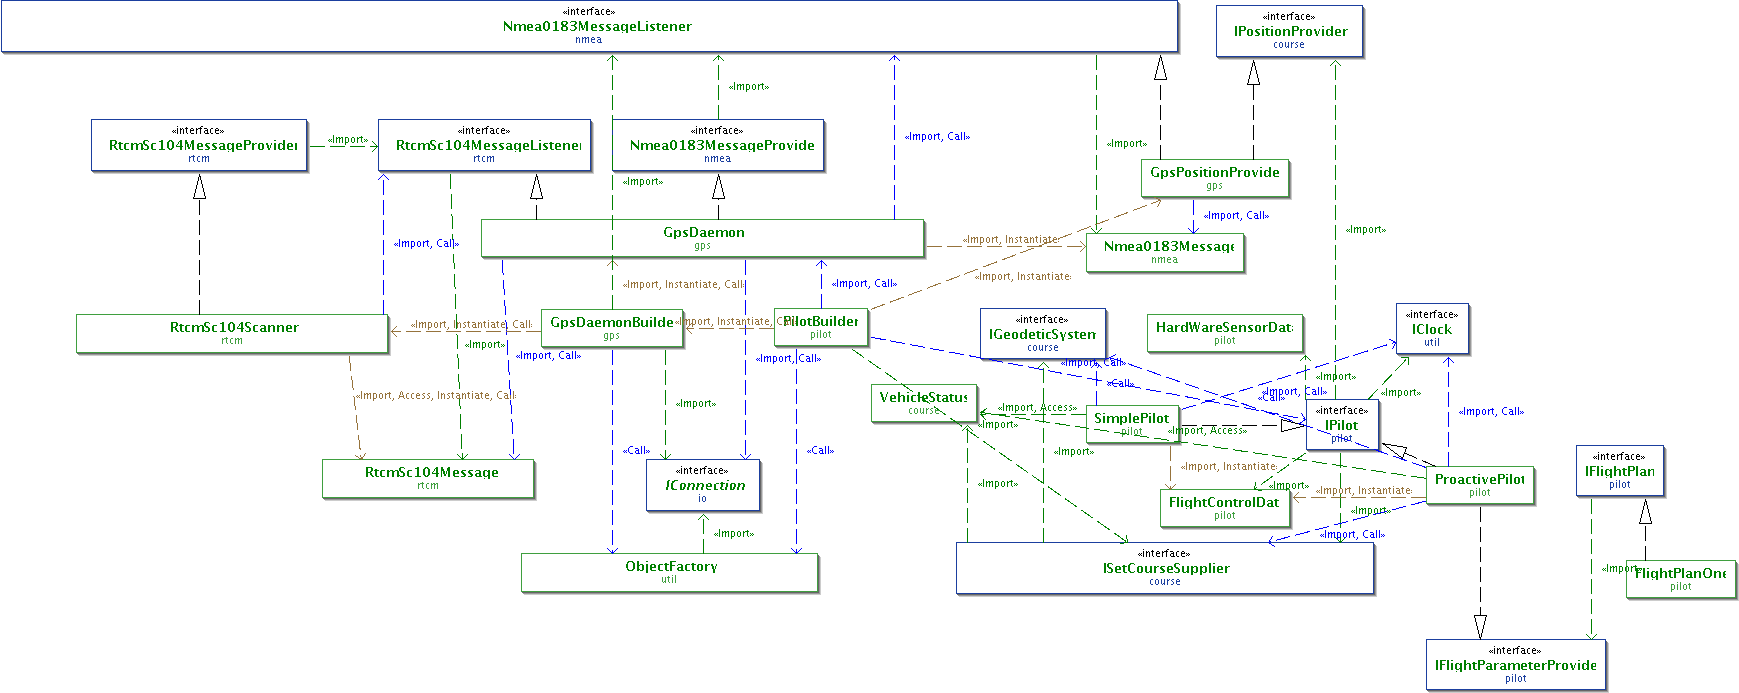 «interface»
Nmea0183MessageListener
nmea
«interface»
IPositionProvider
course
«Import»
«interface»
RtcmSc104MessageProvider
rtcm
«Import»
«interface»
RtcmSc104MessageListener
rtcm
«interface»
Nmea0183MessageProvide
nmea
«Import, Call»
«Import»
«Import»
GpsPositionProvide
gps
«Import, Call»
GpsDaemon
gps
«Import, Call»
«Import, Instantiate
Nmea0183Message
nmea
«Import»
«Import, Instantiate, Call
«Import, Call»
«Import, Instantiate
RtcmSc104Scanner
rtcm
«Import, Instantiate, Call
GpsDaemonBuilde
gps
«Import, Instantiate
PilotBuilder
pilot
«interface»
IGeodeticSystem
course
HardWareSensorDat
pilot
«interface»
IClock
util
«Import»
«Import, Call»
«Import, Call»
«Import, Call»
«Call»
«Import»
«Import, Call»
«Call»
«Import»
«Import, Access, Instantiate, Call
«Import»
VehicleStatus
course
«Import, Access»
«Import»
SimplePilot
pilot
«Import, Access»
«interface»
IPilot
pilot
«Import, Call»
«Call»
«Call»
«Import»
«Import, Instantiate
RtcmSc104Message
rtcm
«interface»
IConnection
io
«Import»
«Import»
«Import, Instantiate
ProactivePilot
pilot
«interface»
IFlightPlan
pilot
FlightControlDat
pilot
«Import»
«Import»
«Import, Call»
«interface»
ISetCourseSupplier
course
ObjectFactory
util
«Import»
FlightPlanOne
pilot
«interface»
IFlightParameterProvide
pilot